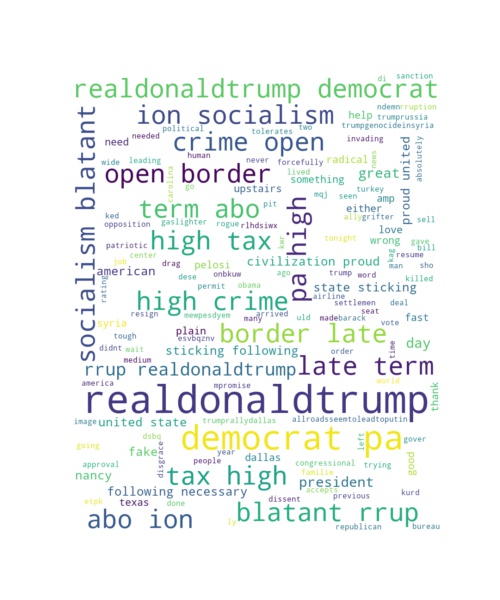 di sanction
realdonaldtrump democrat
ndemn rruption
ion socialism help trumprussia
political tolerates two trumpgenocideinsyria
need needed crime open invading
human never forcefully radical news
wide leading lived great
open border something
carolina go upstairs
mqj seen turkey amp
socialism blatant
proud united
absolutely
term abo pit either
ally grifter
ked rogue rlhdsiwx love sell
opposition gaslighter
patriotic high tax kwr tonight wrong gave bill
center
job drag pelosi civilization proud kag resume
american dese onbkuw ago trump word man sho
rating permit obama state sticking killed
pa high
high crime airline settlemen deal
resign mewpesdyem arrived made barack seat
syria plain many uld vote fast
tough esvbqznv border late
didnt wait sticking following order time day
medium
rrup realdonaldtrump late term
america mpromise world
realdonaldtrump thank
image united state trumprallydallas allroadsseemtoleadtoputin
going dsbq democrat pa left gover
fake year dallas congressional trying
approval disgrace people good
nancy tax high familie president
etpk following necessary accepts kurd
texas done dissent previous
abo ion ly blatant rrup
republican bureau